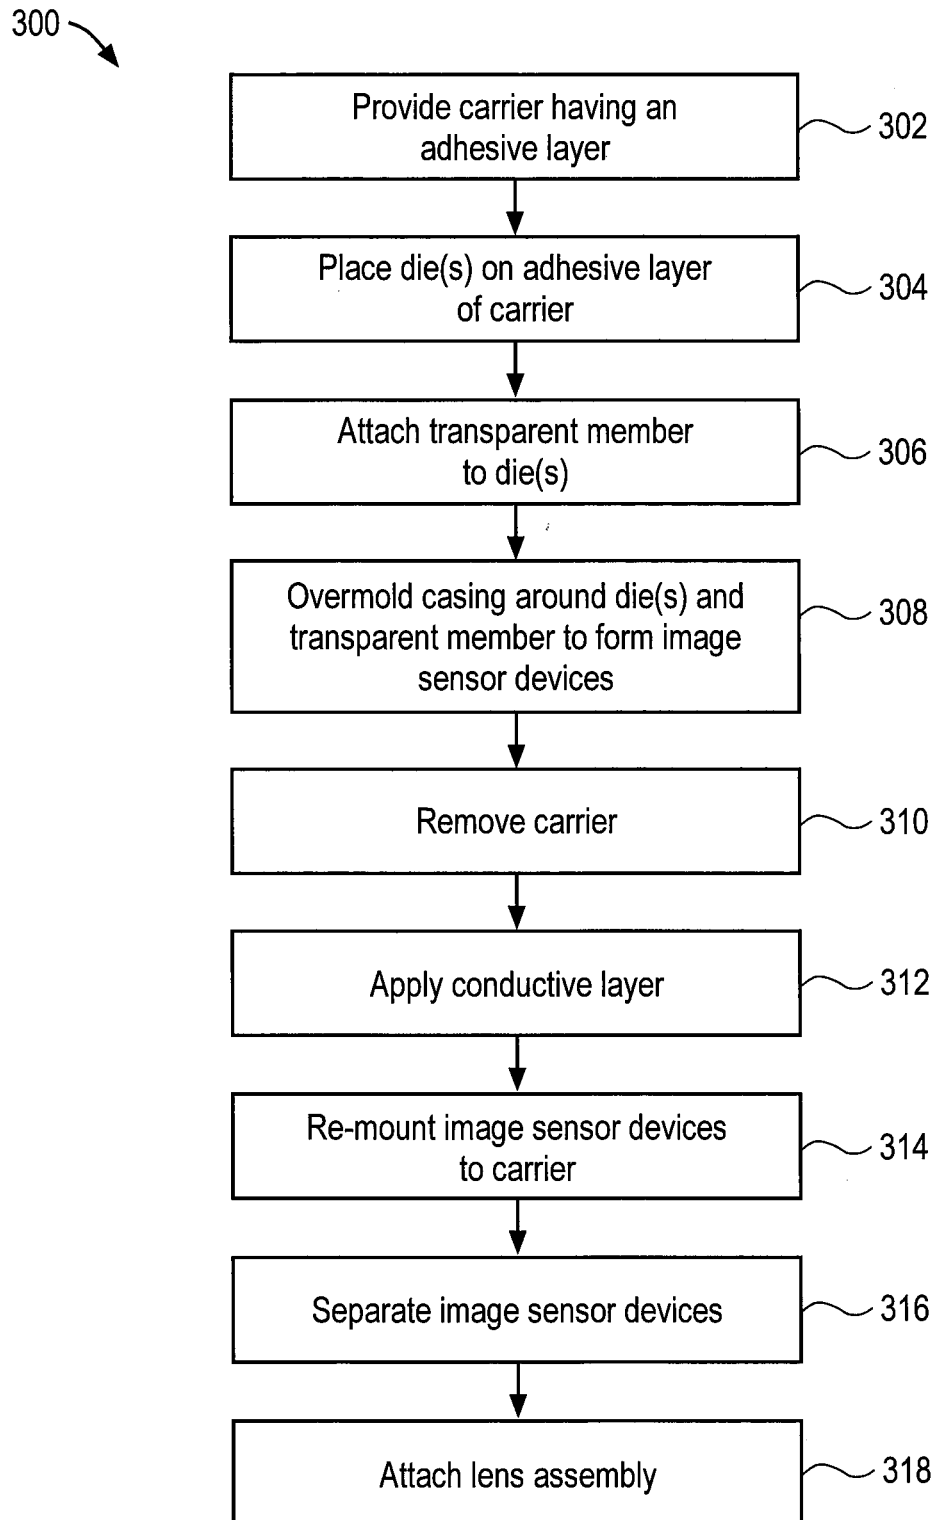 300
Provide carrier having an
adhesive layer
302
Place die(s) on adhesive layer
of carrier
304
Attach transparent member
to die(s)
306
Overmold casing around die(s) and
transparent member to form image
sensor devices
308
Remove carrier
310
Apply conductive layer
312
Re-mount image sensor devices
to carrier
314
Separate image sensor devices
316
Attach lens assembly
318